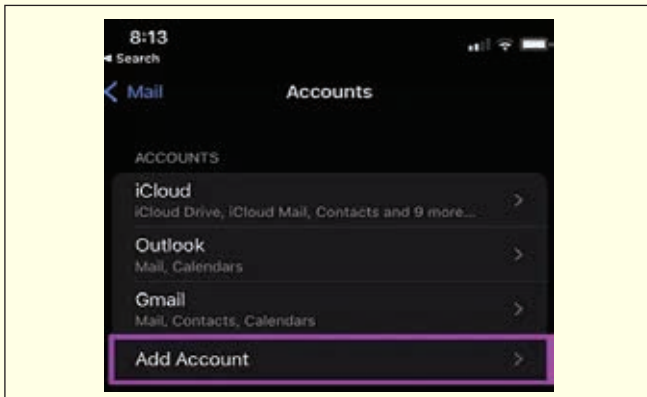 8:13
Search
Mail Accounts
ACCOUNTS
iCloud
iCloud Drive, iCloud Mail, Contacts and 9 more...
Outlook
Mail, Calendars
Gmail
Mail, Contacts, Calendars
Add Account